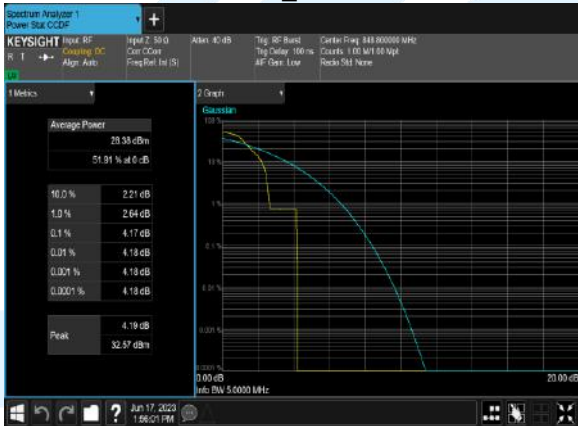 Spectrum Analyzer 1
Power Stat CCDF
+
KEYSIGHT
R T
Input: RF
Coupling: DC
Align: Auto
Input Z: 50 Ω
Corr CCorr
Freq Ref: Int (S)
Atten: 40 dB
Trig: RF Burst
Trig Delay: 100 ns
#IF Gain: Low
Center Freq: 848.800000 MHz
Counts: 1.00 M/1.00 Mpt
Radio Std: None
1 Metrics
Average Power
28.38 dBm
51.91 % at 0 dB
10.0 % 2.21 dB
1.0 % 2.64 dB
0.1 % 4.17 dB
0.01 % 4.18 dB
0.001 % 4.18 dB
0.0001 % 4.18 dB
Peak 4.19 dB
32.57 dBm
2 Graph
Gaussian
100 %
10 %
1 %
0.1 %
0.01 %
0.001 %
0.0001 %
0.00 dB 20.00 dB
Info BW 5.0000 MHz
?
Jun 17, 2023
1:56:01 PM